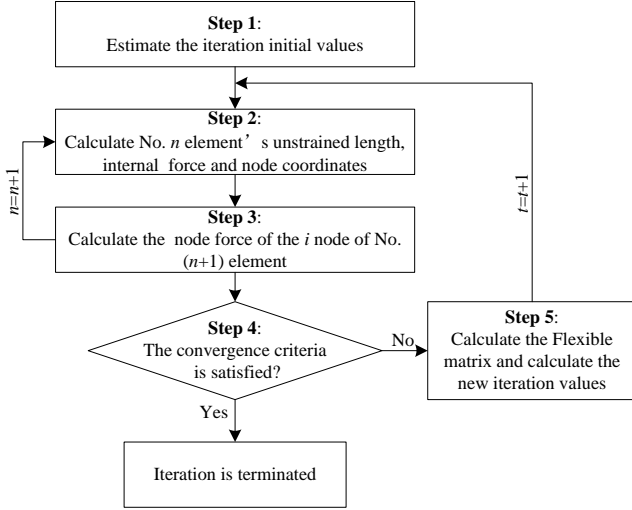 Step 1:
Estimate the iteration initial values
Step 2:
Calculate No. n element’s unstrained length,
internal force and node coordinates
n=n+1
Step 3:
Calculate the node force of the i node of No.
(n+1) element
t=t+1
Step 4:
The convergence criteria
is satisfied?
No
Step 5:
Calculate the Flexible
matrix and calculate the
new iteration values
Yes
Iteration is terminated